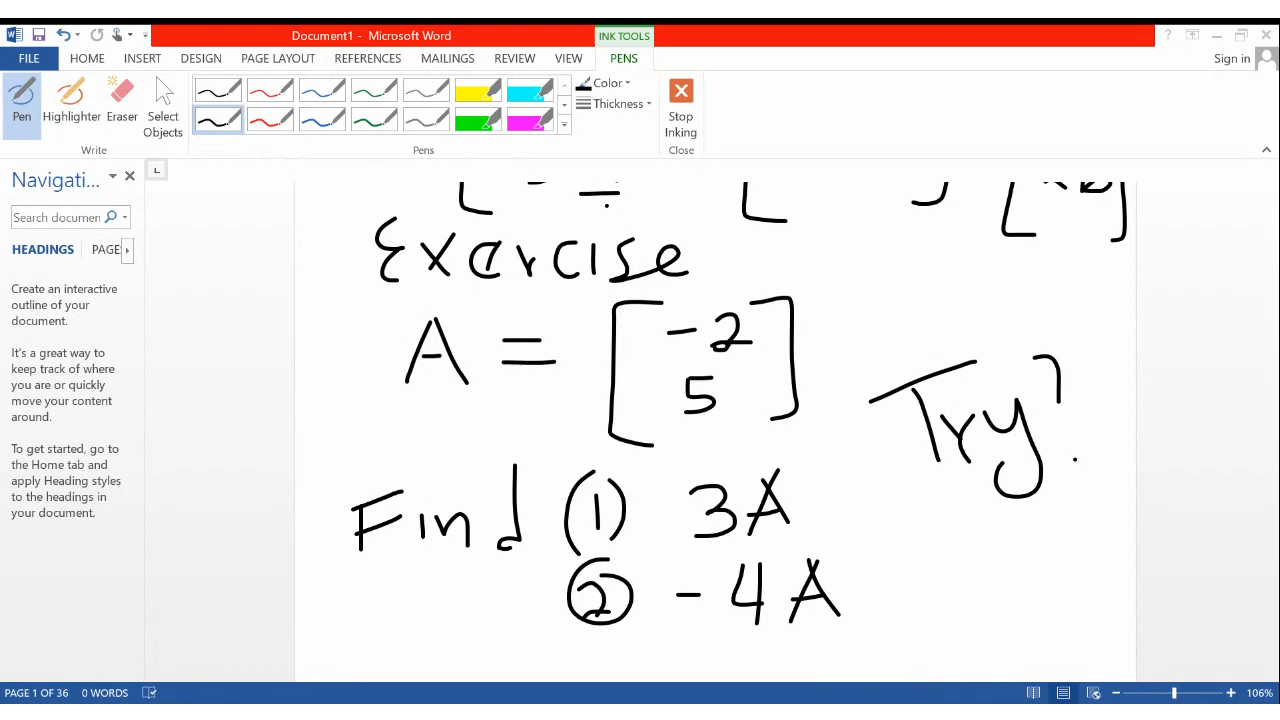 Document1 - Microsoft Word
INK TOOLS
?
FILE HOME INSERT DESIGN PAGE LAYOUT REFERENCES MAILINGS REVIEW VIEW PENS Sign in
Pen
Highlighter
Eraser
Select
Objects
Color
Thickness
Stop
Inking
Write
Pens
Close
Navigati...
Search documen
HEADINGS PAGE
Create an interactive
outline of your
document.
It's a great way to
keep track of where
you are or quickly
move your content
around.
To get started, go to
the Home tab and
apply Heading styles
to the headings in
your document.
Exercise
A = [-2
5]
Try?
Find (1) 3A
(2) -4A
PAGE 1 OF 36 0 WORDS
106%